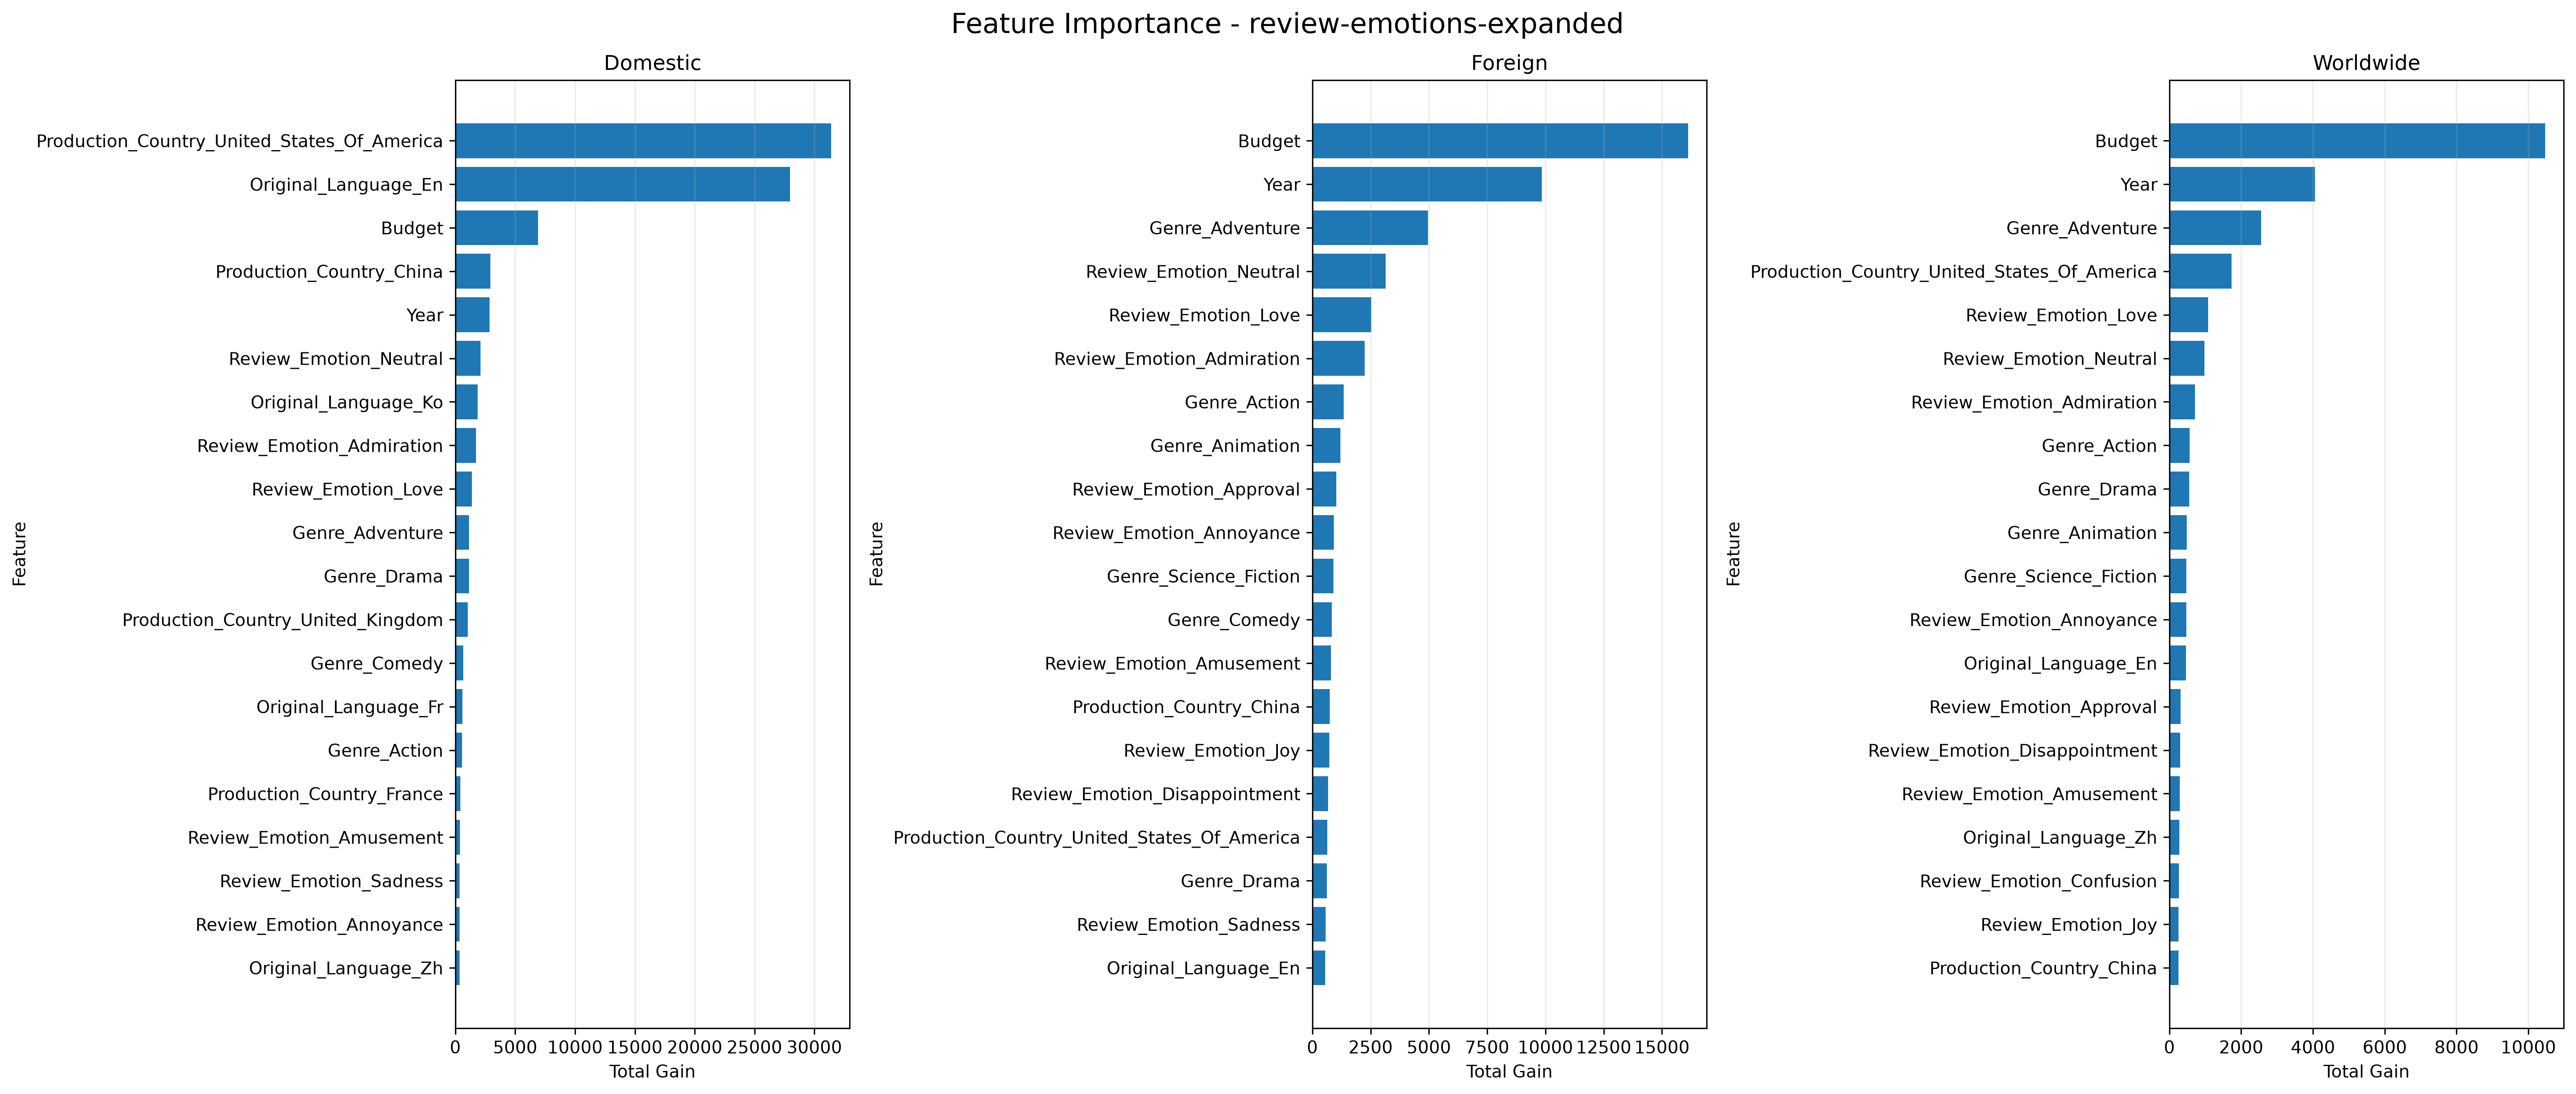 Feature Importance - review-emotions-expanded
Domestic
Feature
Production_Country_United_States_Of_America
Original_Language_En
Budget
Production_Country_China
Year
Review_Emotion_Neutral
Original_Language_Ko
Review_Emotion_Admiration
Review_Emotion_Love
Genre_Adventure
Genre_Drama
Production_Country_United_Kingdom
Genre_Comedy
Original_Language_Fr
Genre_Action
Production_Country_France
Review_Emotion_Amusement
Review_Emotion_Sadness
Review_Emotion_Annoyance
Original_Language_Zh
0 5000 10000 15000 20000 25000 30000
Total Gain
Foreign
Feature
Budget
Year
Genre_Adventure
Review_Emotion_Neutral
Review_Emotion_Love
Review_Emotion_Admiration
Genre_Action
Genre_Animation
Review_Emotion_Approval
Review_Emotion_Annoyance
Genre_Science_Fiction
Genre_Comedy
Review_Emotion_Amusement
Production_Country_China
Review_Emotion_Joy
Review_Emotion_Disappointment
Production_Country_United_States_Of_America
Genre_Drama
Review_Emotion_Sadness
Original_Language_En
0 2500 5000 7500 10000 12500 15000
Total Gain
Worldwide
Feature
Budget
Year
Genre_Adventure
Production_Country_United_States_Of_America
Review_Emotion_Love
Review_Emotion_Neutral
Review_Emotion_Admiration
Genre_Action
Genre_Drama
Genre_Animation
Genre_Science_Fiction
Review_Emotion_Annoyance
Original_Language_En
Review_Emotion_Approval
Review_Emotion_Disappointment
Review_Emotion_Amusement
Original_Language_Zh
Review_Emotion_Confusion
Review_Emotion_Joy
Production_Country_China
0 2000 4000 6000 8000 10000
Total Gain